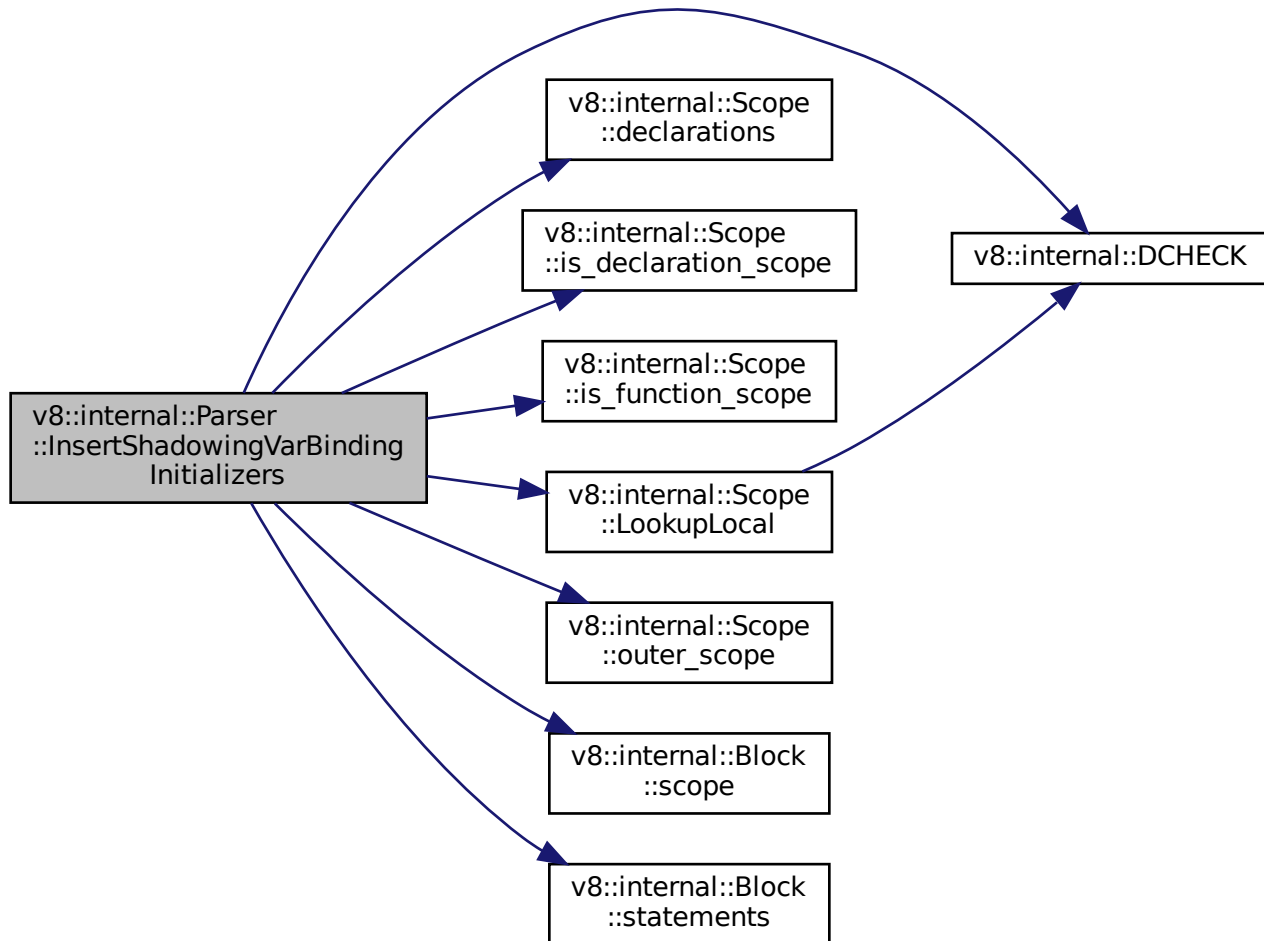 v8::internal::Scope
::declarations
v8::internal::Scope
::is_declaration_scope
v8::internal::DCHECK
v8::internal::Scope
::is_function_scope
v8::internal::Parser
::InsertShadowingVarBinding
Initializers
v8::internal::Scope
::LookupLocal
v8::internal::Scope
::outer_scope
v8::internal::Block
::scope
v8::internal::Block
::statements